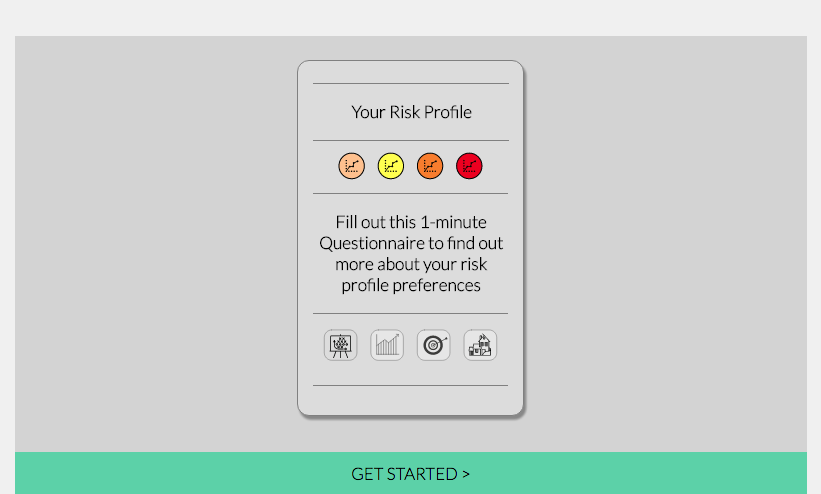 Your Risk Profile
Fill out this 1-minute
Questionnaire to find out
more about your risk
profile preferences
GET STARTED >